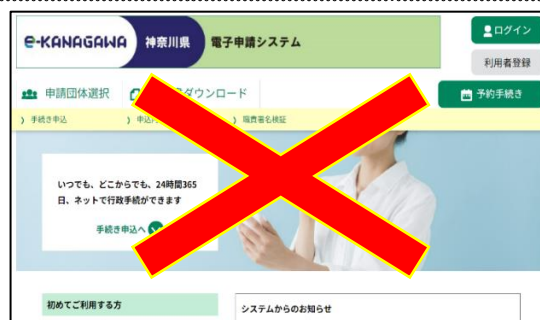 e-KANAGAWA 神奈川県 電子申請システム
ログイン
利用者登録
申請団体選択
ダウンロード
予約手続き
手続き申込
申込
職責署名検証
いつでも、どこからでも、24時間365
日、ネットで行政手続ができます
手続き申込へ
初めてご利用する方
システムからのお知らせ